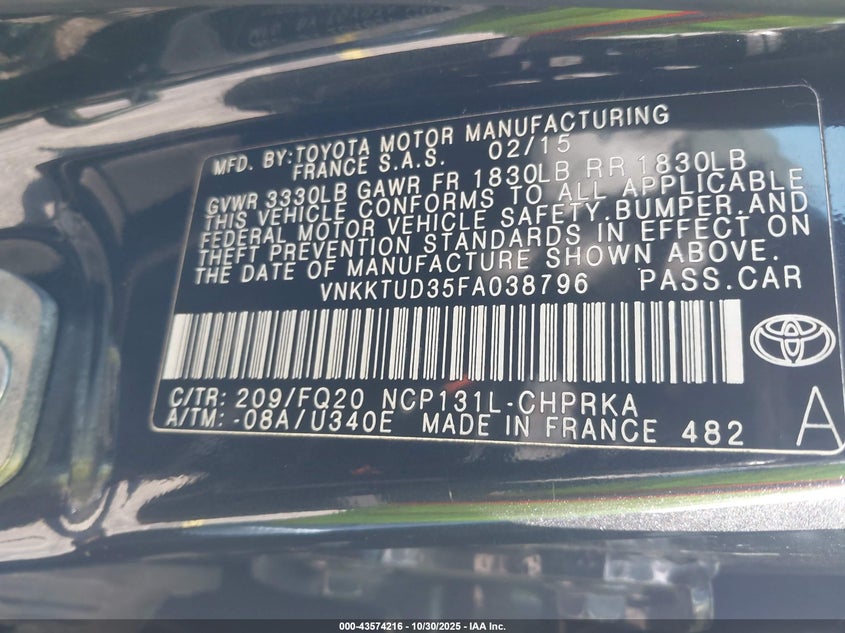 MFD. BY:TOYOTA MOTOR MANUFACTURING
FRANCE S.A.S. 02/15
GVWR 3330LB GAWR FR 1830LB RR 1830LB
THIS VEHICLE CONFORMS TO ALL APPLICABLE
FEDERAL MOTOR VEHICLE SAFETY,BUMPER,AND
THEFT PREVENTION STANDARDS IN EFFECT ON
THE DATE OF MANUFACTURE SHOWN ABOVE.
VNKKTUD35FA038796 PASS.CAR
C/TR: 209/FQ20 NCP131L-CHPRKA
A/TM: -08A/U340E MADE IN FRANCE 482 A
000-43574216 - 10/30/2025 - IAA Inc.